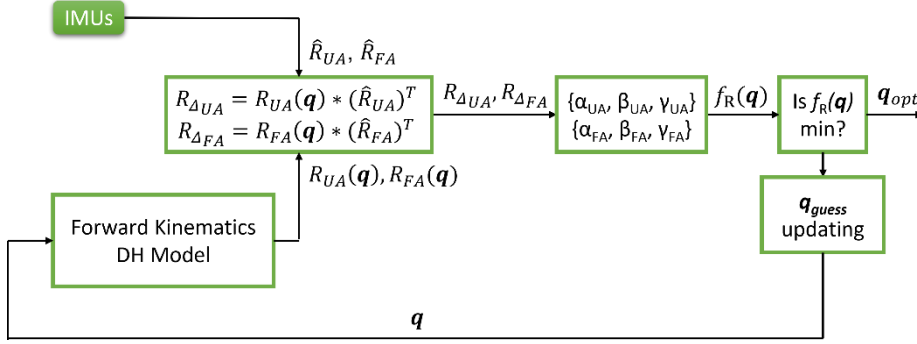 IMUs
R̂_UA, R̂_FA
R_ΔUA = R_UA(q) * (R̂_UA)^T
R_ΔFA = R_FA(q) * (R̂_FA)^T
R_ΔUA, R_ΔFA
{α_UA, β_UA, γ_UA}
{α_FA, β_FA, γ_FA}
f_R(q)
Is f_R(q)
min?
q_opt
R_UA(q), R_FA(q)
Forward Kinematics
DH Model
q_guess
updating
q